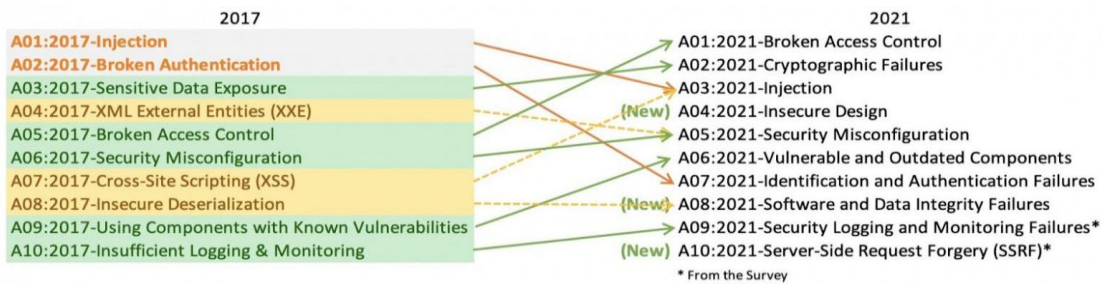 2017
A01:2017-Injection
A02:2017-Broken Authentication
A03:2017-Sensitive Data Exposure
A04:2017-XML External Entities (XXE)
A05:2017-Broken Access Control
A06:2017-Security Misconfiguration
A07:2017-Cross-Site Scripting (XSS)
A08:2017-Insecure Deserialization
A09:2017-Using Components with Known Vulnerabilities
A10:2017-Insufficient Logging & Monitoring
2021
A01:2021-Broken Access Control
A02:2021-Cryptographic Failures
A03:2021-Injection
(New) A04:2021-Insecure Design
A05:2021-Security Misconfiguration
A06:2021-Vulnerable and Outdated Components
A07:2021-Identification and Authentication Failures
(New) A08:2021-Software and Data Integrity Failures
A09:2021-Security Logging and Monitoring Failures*
(New) A10:2021-Server-Side Request Forgery (SSRF)*
* From the Survey